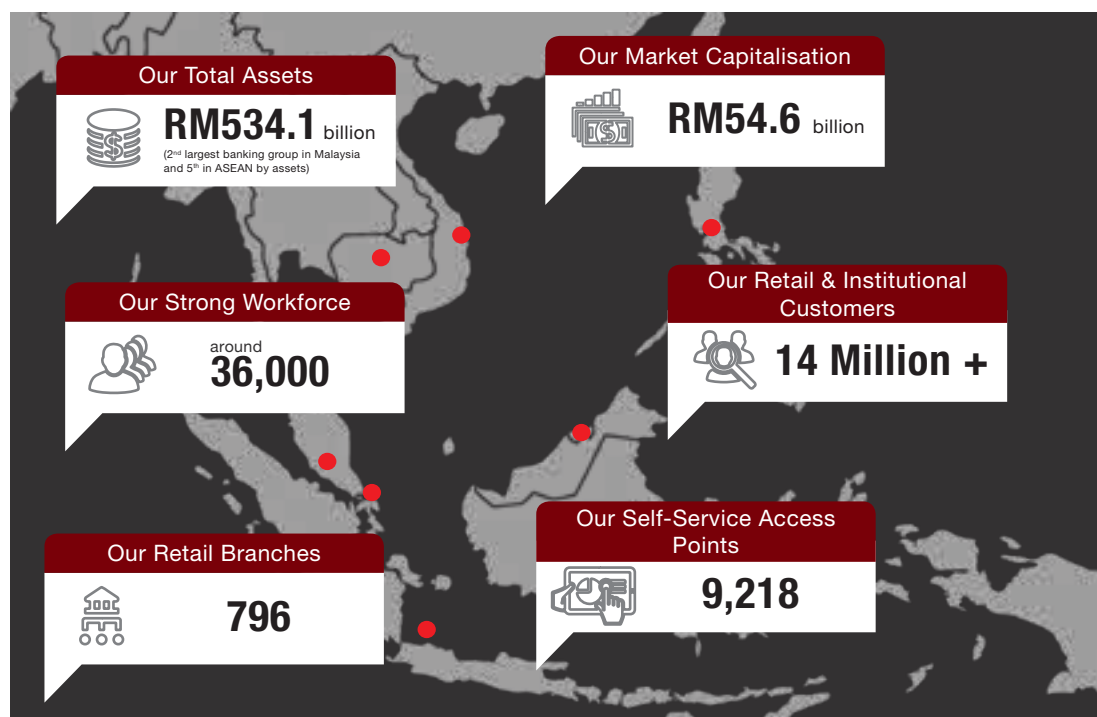 Our Total Assets
RM534.1 billion
(2nd largest banking group in Malaysia
and 5th in ASEAN by assets)
Our Market Capitalisation
RM54.6 billion
Our Strong Workforce
around
36,000
Our Retail & Institutional
Customers
14 Million +
Our Retail Branches
796
Our Self-Service Access
Points
9,218